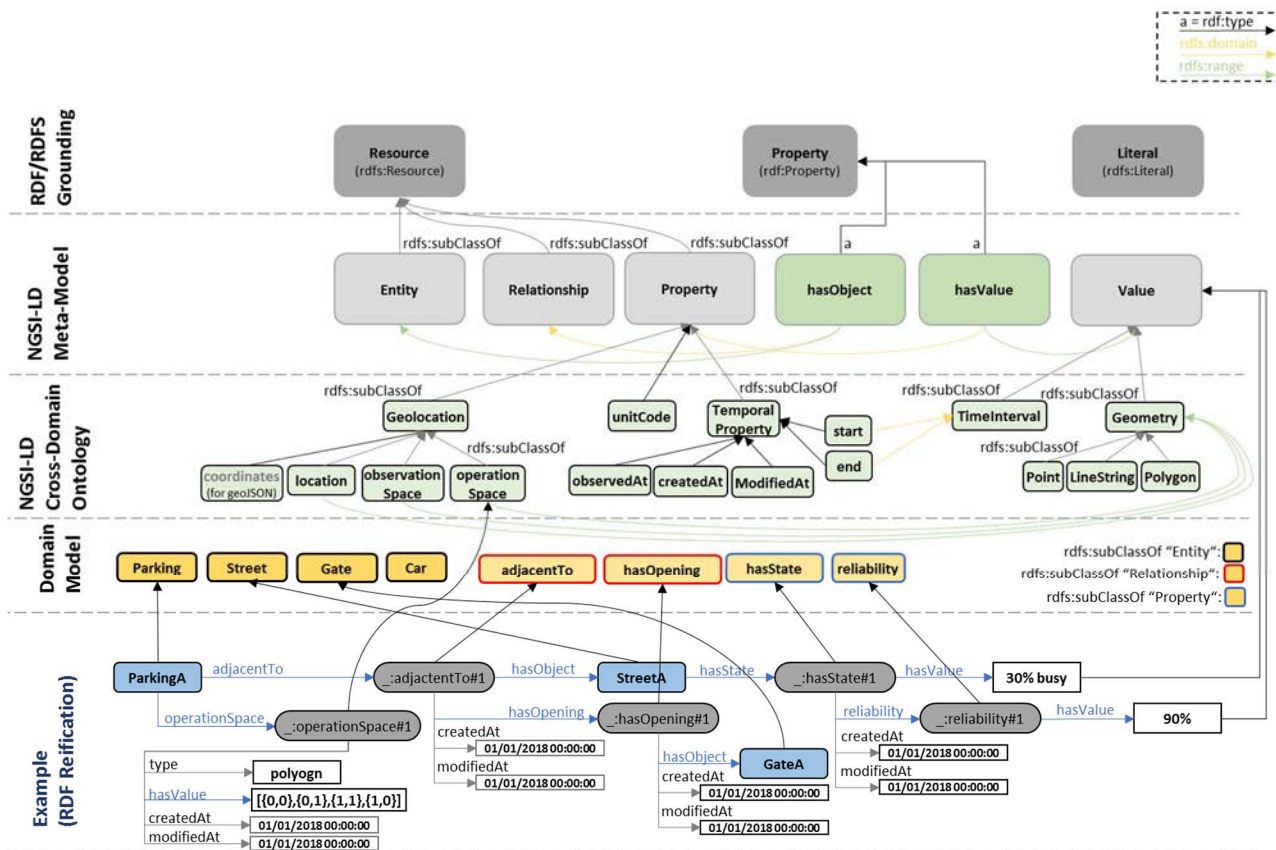 a = rdf:type
rdfs:domain
rdfs:range
RDF/RDFS
Grounding
Resource
(rdfs:Resource)
Property
(rdf:Property)
Literal
(rdfs:Literal)
NGSI-LD
Meta-Model
rdfs:subClassOf
rdfs:subClassOf
rdfs:subClassOf
a
a
Entity
Relationship
Property
hasObject
hasValue
Value
NGSI-LD
Cross-Domain
Ontology
rdfs:subClassOf
rdfs:subClassOf
rdfs:subClassOf
rdfs:subClassOf
Geolocation
unitCode
Temporal
Property
start
end
TimeInterval
Geometry
rdfs:subClassOf
rdfs:subClassOf
coordinates
(for geoJSON)
location
observation
Space
operation
Space
observedAt
createdAt
ModifiedAt
Point
LineString
Polygon
Domain
Model
Parking
Street
Gate
Car
adjacentTo
hasOpening
hasState
reliability
rdfs:subClassOf "Entity":
rdfs:subClassOf "Relationship":
rdfs:subClassOf "Property":
Example
(RDF Reification)
ParkingA
adjacentTo
_:adjactentTo#1
hasObject
StreetA
hasState
_:hasState#1
hasValue
30% busy
operationSpace
_:operationSpace#1
hasOpening
_:hasOpening#1
reliability
_:reliability#1
hasValue
90%
createdAt
01/01/2018 00:00:00
modifiedAt
01/01/2018 00:00:00
hasObject
GateA
createdAt
01/01/2018 00:00:00
modifiedAt
01/01/2018 00:00:00
createdAt
01/01/2018 00:00:00
modifiedAt
01/01/2018 00:00:00
type
polyogn
hasValue
[{0,0},{0,1},{1,1},{1,0}]
createdAt
01/01/2018 00:00:00
modifiedAt
01/01/2018 00:00:00